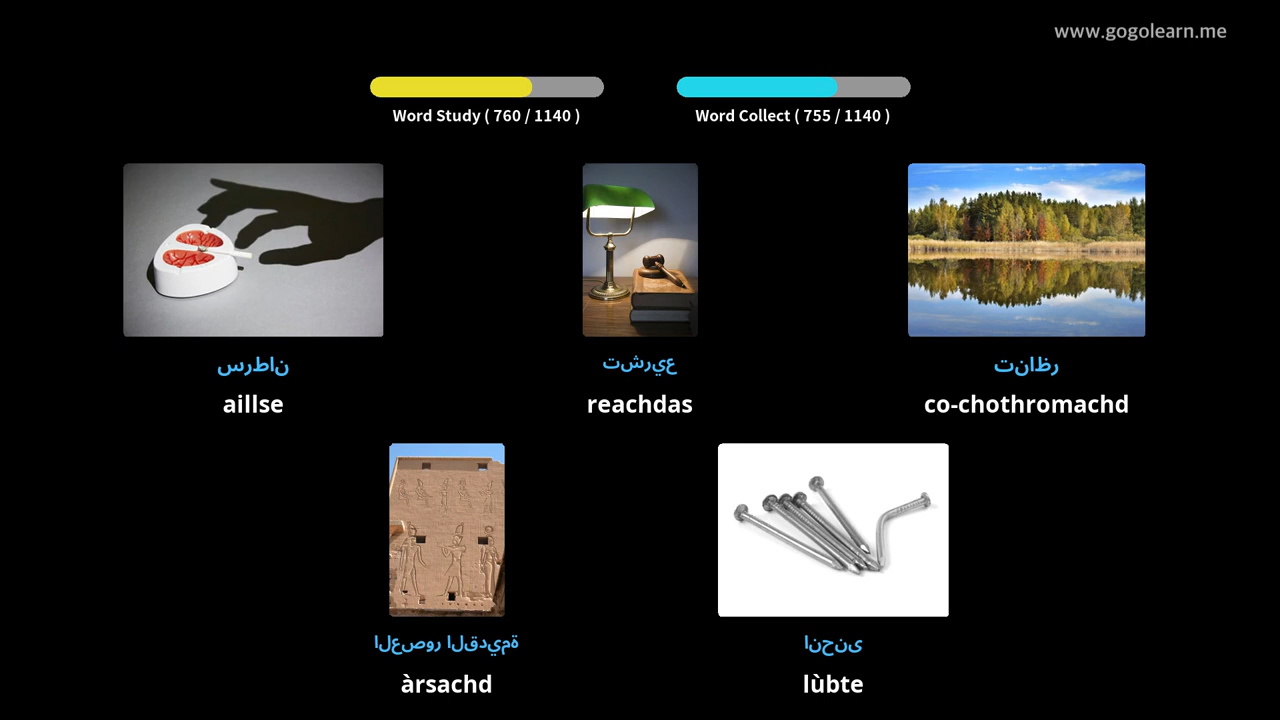 www.gogolearn.me
Word Study ( 760 / 1140 )
Word Collect ( 755 / 1140 )
سرطان
تشريع
تناظر
aillse
reachdas
co-chothromachd
العصور القديمة
انحنى
àrsachd
lùbte